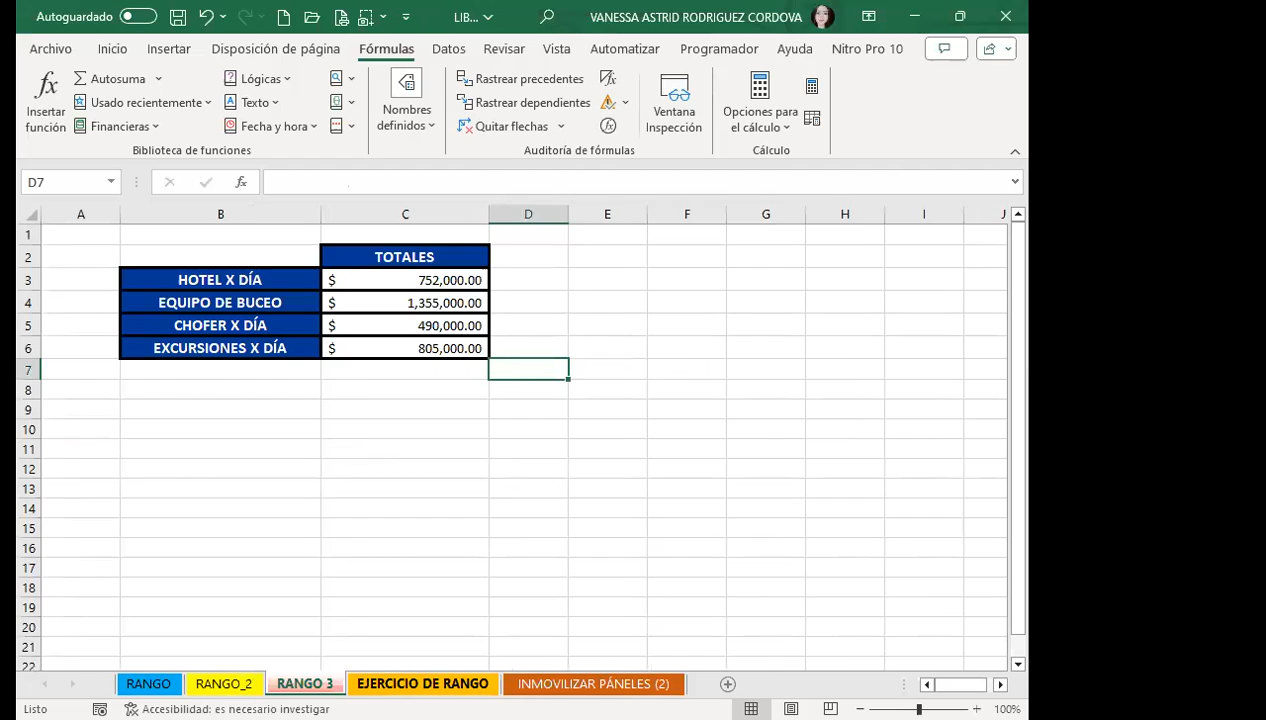 Autoguardado
LIB...
VANESSA ASTRID RODRIGUEZ CORDOVA
Archivo Inicio Insertar Disposición de página Fórmulas Datos Revisar Vista Automatizar Programador Ayuda Nitro Pro 10
fx
Insertar función
Autosuma
Usado recientemente
Financieras
Lógicas
Texto
Fecha y hora
Biblioteca de funciones
Nombres definidos
Rastrear precedentes
Rastrear dependientes
Quitar flechas
Ventana Inspección
Auditoría de fórmulas
Opciones para el cálculo
Cálculo
D7
fx
A B C D E F G H I J
1
2 TOTALES
3 HOTEL X DÍA $ 752,000.00
4 EQUIPO DE BUCEO $ 1,355,000.00
5 CHOFER X DÍA $ 490,000.00
6 EXCURSIONES X DÍA $ 805,000.00
7
8
9
10
11
12
13
14
15
16
17
18
19
20
21
22
RANGO RANGO_2 RANGO 3 EJERCICIO DE RANGO INMOVILIZAR PÁNELES (2)
Listo
Accesibilidad: es necesario investigar
100%